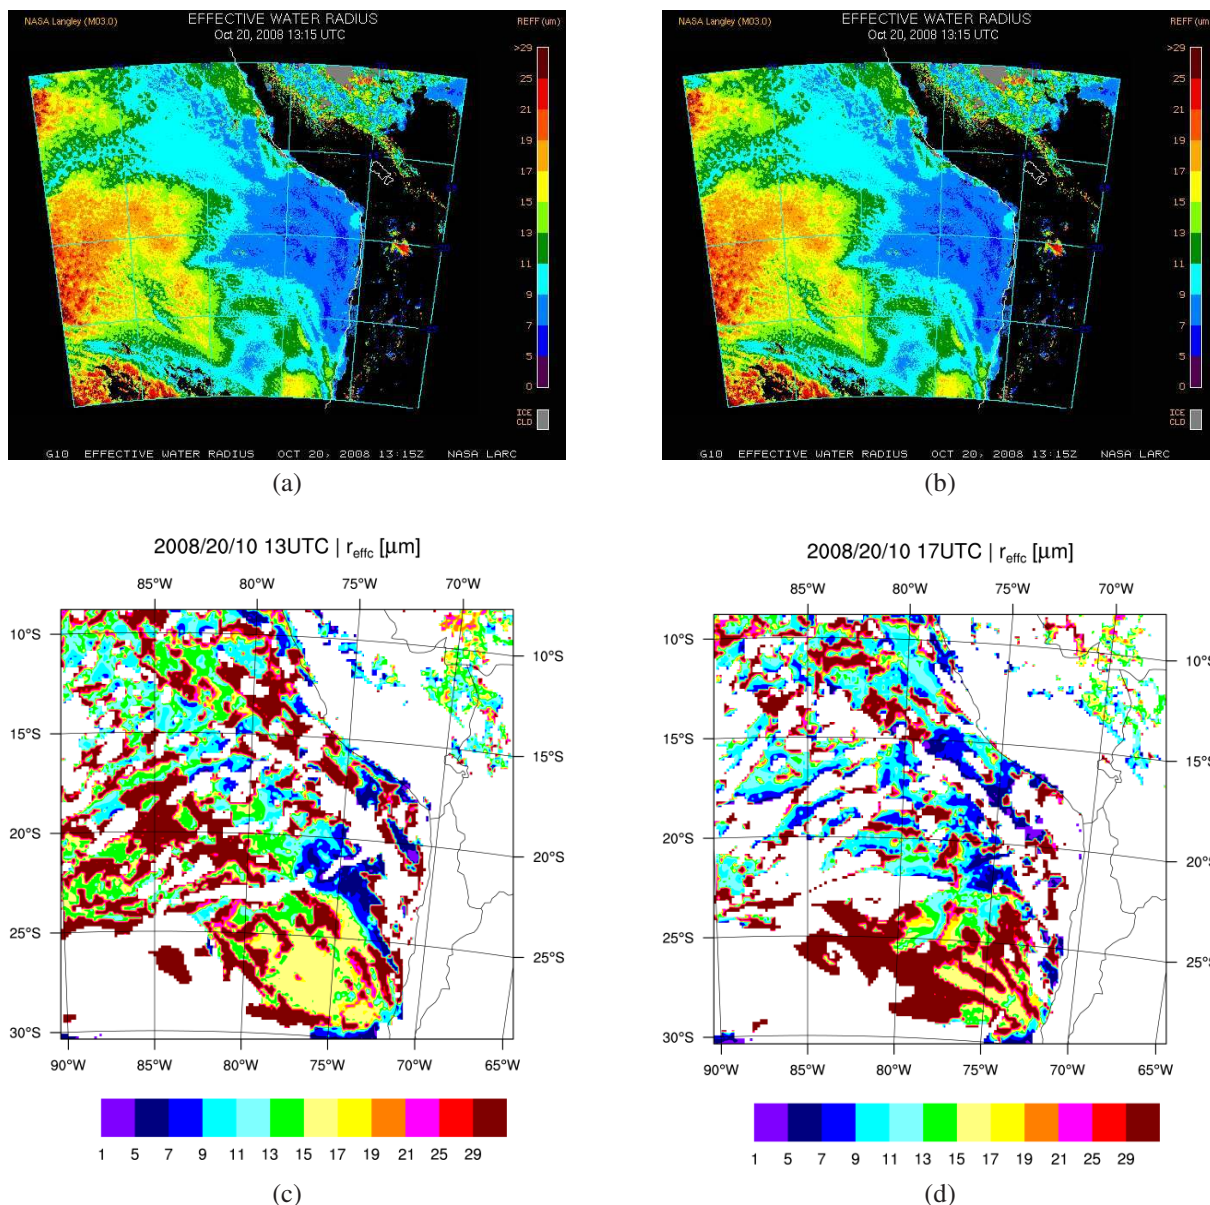 NASA Langley (M03.0)
EFFECTIVE WATER RADIUS
REFF (um)
Oct 20, 2008 13:15 UTC
>29
25
21
19
17
15
13
11
9
7
5
0
ICE
CLD
G10 EFFECTIVE WATER RADIUS OCT 20, 2008 13:15Z NASA LARC
(a)
NASA Langley (M03.0)
EFFECTIVE WATER RADIUS
REFF (um)
Oct 20, 2008 13:15 UTC
>29
25
21
19
17
15
13
11
9
7
5
0
ICE
CLD
G10 EFFECTIVE WATER RADIUS OCT 20, 2008 13:15Z NASA LARC
(b)
2008/20/10 13UTC | reffc [μm]
85°W 80°W 75°W 70°W
10°S
10°S
15°S
15°S
20°S
20°S
25°S
25°S
30°S
90°W 85°W 80°W 75°W 70°W 65°W
1 5 7 9 11 13 15 17 19 21 25 29
(c)
2008/20/10 17UTC | reffc [μm]
85°W 80°W 75°W 70°W
10°S
10°S
15°S
15°S
20°S
20°S
25°S
25°S
30°S
90°W 85°W 80°W 75°W 70°W 65°W
1 5 7 9 11 13 15 17 19 21 25 29
(d)